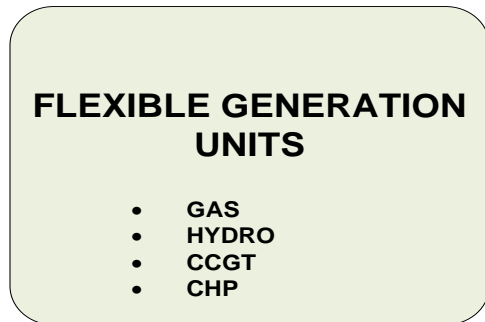 FLEXIBLE GENERATION
UNITS
• GAS
• HYDRO
• CCGT
• CHP